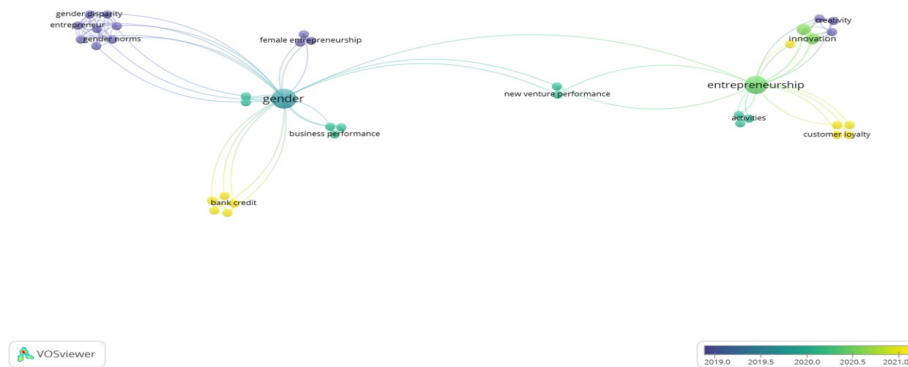 gender disparity
creativity
entrepreneur
gender norms
female entrepreneurship
innovation
entrepreneurship
new venture performance
gender
activities
business performance
customer loyalty
bank credit
VOSviewer
2019.0 2019.5 2020.0 2020.5 2021.0